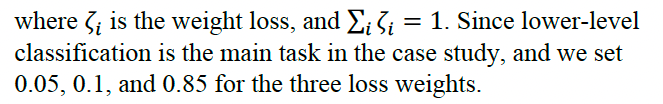 where ζᵢ is the weight loss, and ∑ᵢ ζᵢ = 1. Since lower-level
classification is the main task in the case study, and we set
0.05, 0.1, and 0.85 for the three loss weights.